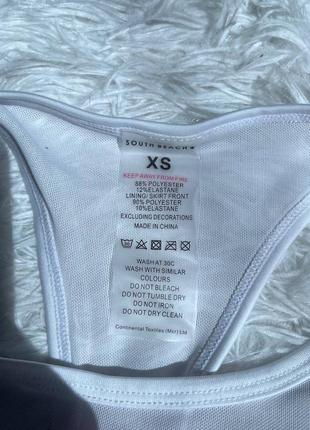 SOUTH BEACH
XS
KEEP AWAY FROM FIRE
88% POLYESTER
12% ELASTANE
LINING/ SKIRT FRONT
90% POLYESTER
10% ELASTANE
EXCLUDING DECORATIONS
MADE IN CHINA
WASH AT 30C
WASH WITH SIMILAR
COLOURS
DO NOT BLEACH
DO NOT TUMBLE DRY
DO NOT IRON
DO NOT DRY CLEAN
Continental Textiles (Mcr) Ltd